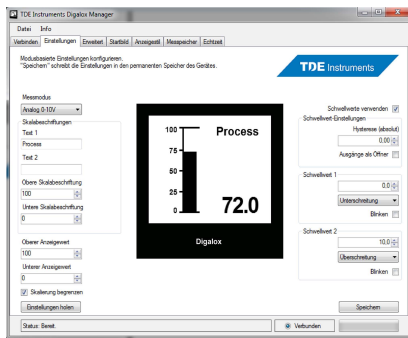 TDE Instruments Digalox Manager
Datei Info
Verbinden Einstellungen Erweitert Startbild Anzeigestil Messspeicher Echtzeit
Modusbasierte Einstellungen konfigurieren.
"Speichern" schreibt die Einstellungen in den permanenten Speicher des Gerätes.
TDE Instruments
Messmodus
Analog 0-10V
Skalabeschriftungen
Text 1
Process
Text 2
Obere Skalabeschriftung
100
Untere Skalabeschriftung
0
Oberer Anzeigewert
100
Unterer Anzeigewert
0
Skalierung begrenzen
Einstellungen holen
100
75
50
25
0
Process
72.0
Digalox
Schwellwerte verwenden
Schwellwert-Einstellungen
Hysterese (absolut)
0,00
Ausgänge als Öffner
Schwellwert 1
0,0
Unterschreitung
Blinken
Schwellwert 2
10,0
Überschreitung
Blinken
Speichern
Status: Bereit.
Verbunden